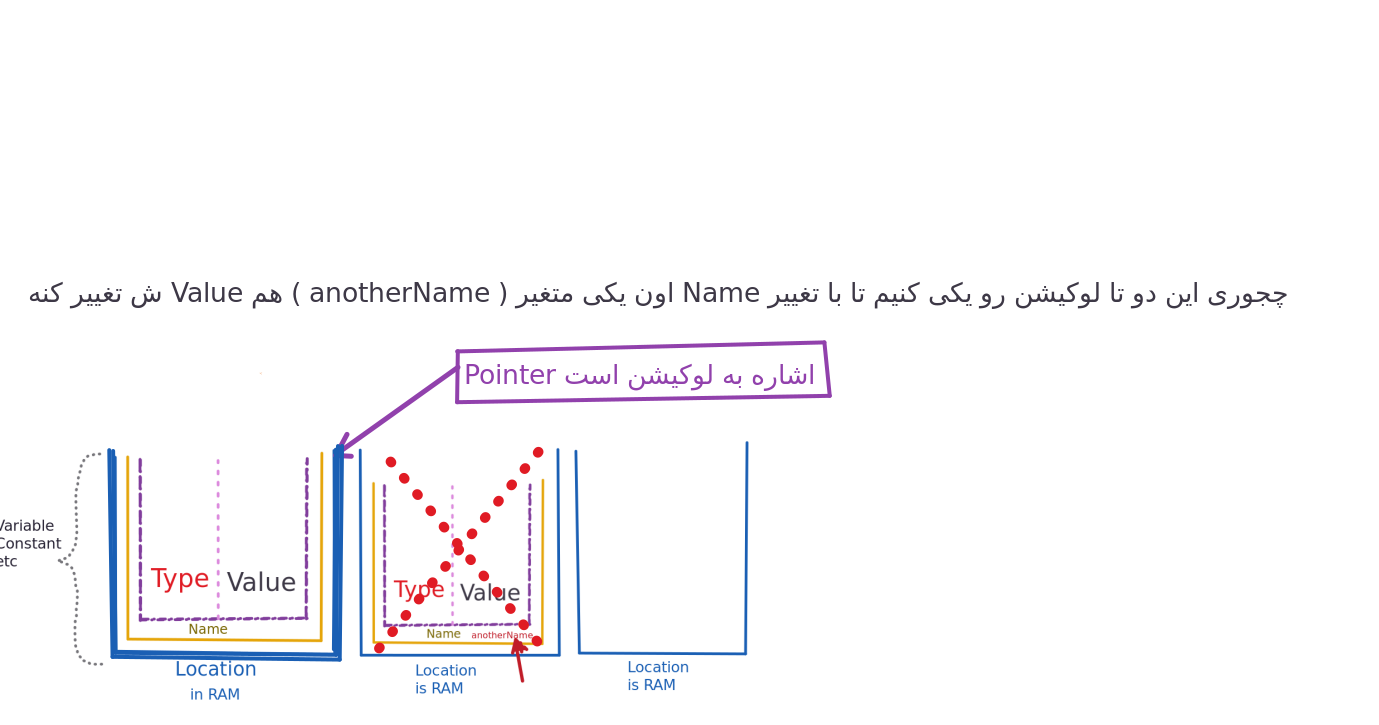 چجوری این دو تا لوکیشن رو یکی کنیم تا با تغییر Name اون یکی متغیر ( anotherName ) هم Value ش تغییر کنه
اشاره به لوکیشن است Pointer
Variable
Constant
etc
Type Value
Name
Location
in RAM
Type Value
Name anotherName
Location
is RAM
Location
is RAM